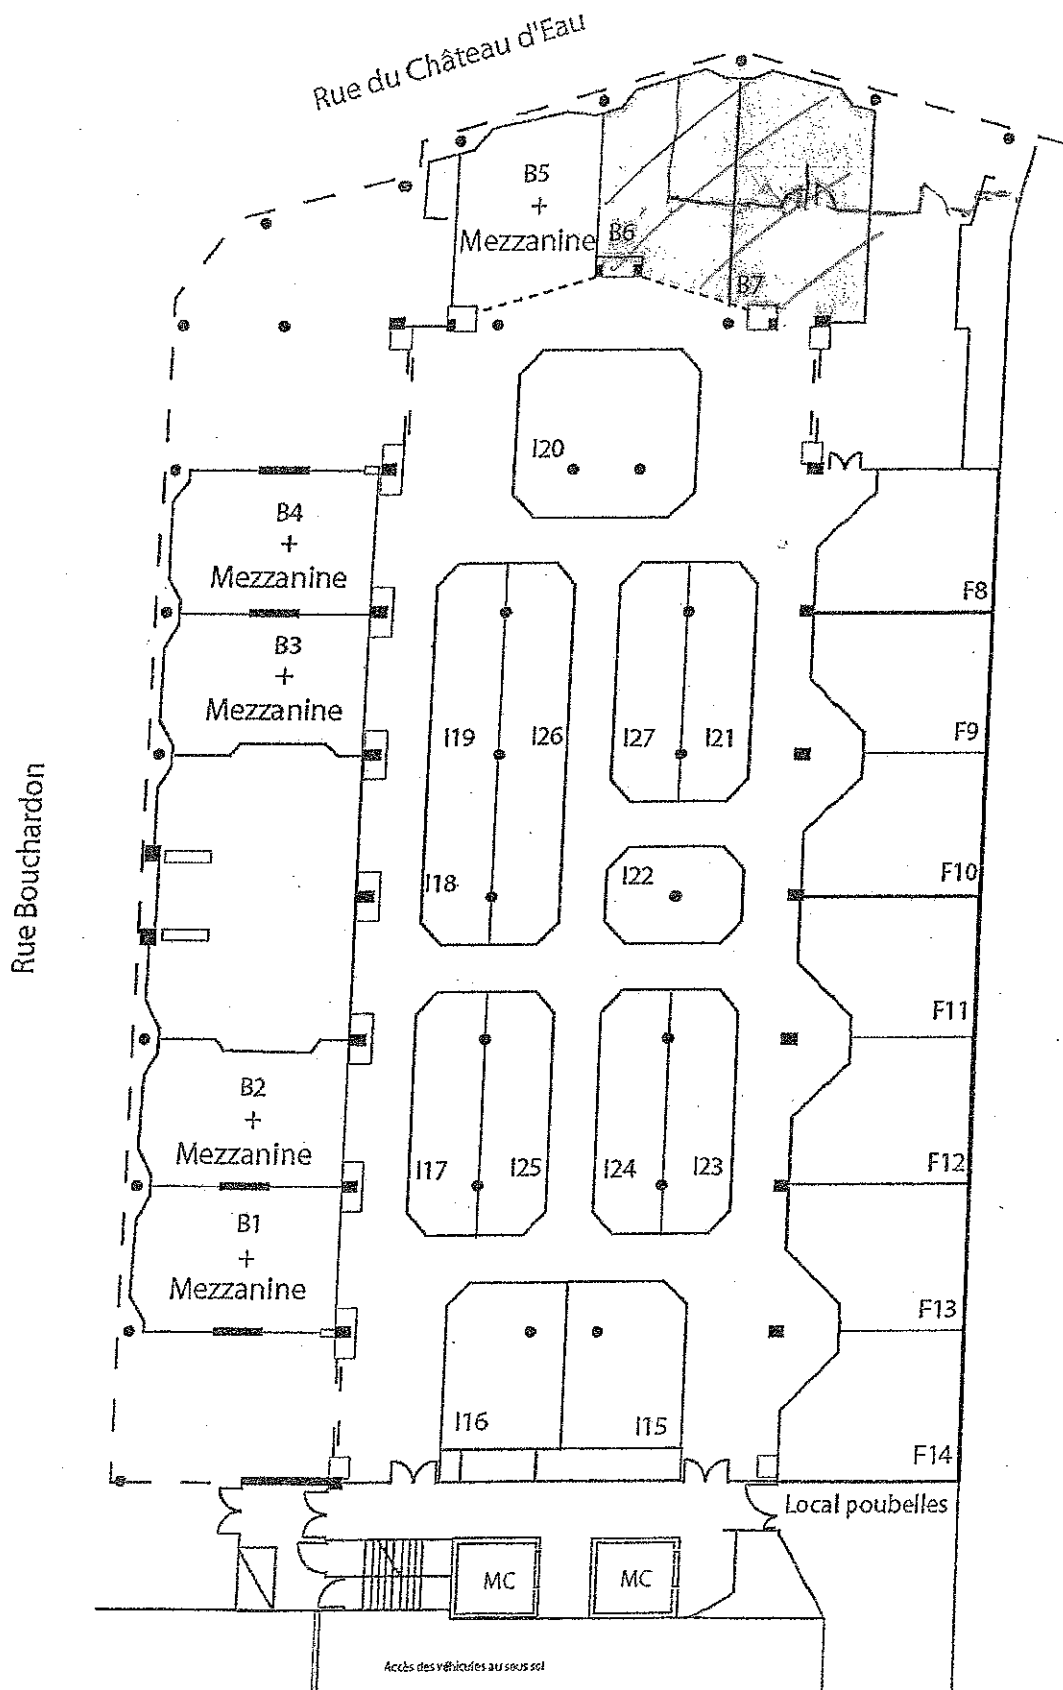 Rue du Château d'Eau
B5
+
Mezzanine
B6
B7
I20
B4
+
Mezzanine
F8
B3
+
Mezzanine
I19
I26
I27
I21
F9
Rue Bouchardon
I18
I22
F10
F11
B2
+
Mezzanine
I17
I25
I24
I23
F12
B1
+
Mezzanine
F13
I16
I15
F14
Local poubelles
MC
MC
Accès des véhicules au sous sol